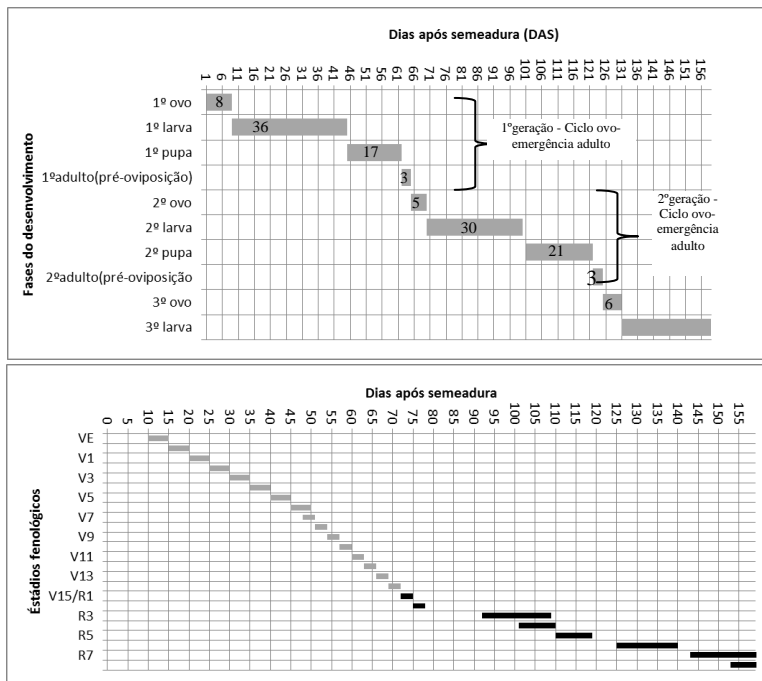 Dias após semeadura (DAS)
1 6 11 16 21 26 31 36 41 46 51 56 61 66 71 76 81 86 91 96 101 106 111 116 121 126 131 136 141 146 151 156
Fases do desenvolvimento
1º ovo
8
1º larva
36
1º pupa
17
1ºadulto(pré-oviposição)
3
2º ovo
5
2º larva
30
2º pupa
21
2ºadulto(pré-oviposição
3
3º ovo
6
3º larva
1ºgeração - Ciclo ovo-
emergência adulto
2ºgeração -
Ciclo ovo-
emergência
adulto
Dias após semeadura
0 5 10 15 20 25 30 35 40 45 50 55 60 65 70 75 80 85 90 95 100 105 110 115 120 125 130 135 140 145 150 155
Éstádios fenológicos
VE
V1
V3
V5
V7
V9
V11
V13
V15/R1
R3
R5
R7